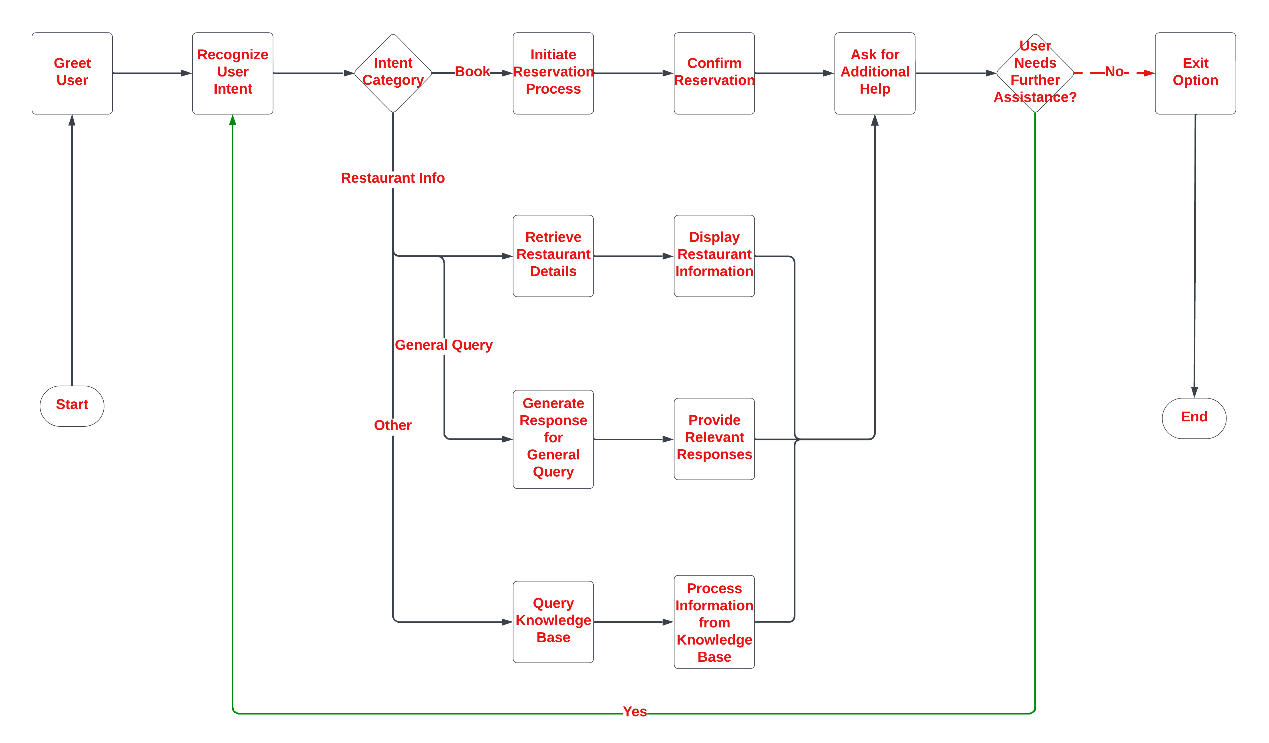 Greet
User
Recognize
User
Intent
Intent
Category
Book
Initiate
Reservation
Process
Confirm
Reservation
Ask for
Additional
Help
User
Needs
Further
Assistance?
No
Exit
Option
Restaurant Info
Retrieve
Restaurant
Details
Display
Restaurant
Information
General Query
Start
Other
Generate
Response
for
General
Query
Provide
Relevant
Responses
End
Query
Knowledge
Base
Process
Information
from
Knowledge
Base
Yes